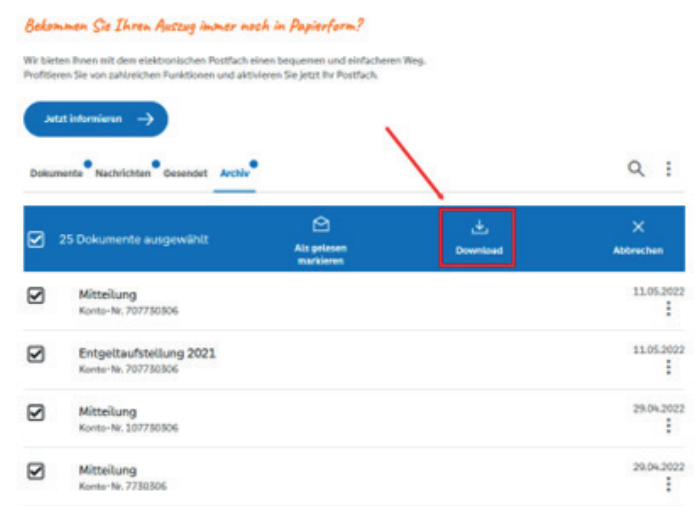 Bekommen Sie Ihren Auszug immer noch in Papierform?
Wir bieten Ihnen mit dem elektronischen Postfach einen bequemen und einfacheren Weg.
Profitieren Sie von zahlreichen Funktionen und aktivieren Sie jetzt Ihr Postfach.
Jetzt informieren
Dokumente Nachrichten Gesendet Archiv
25 Dokumente ausgewählt
Als gelesen
markieren
Download
Abbrechen
Mitteilung 11.05.2022
Konto-Nr. 707730306
Entgeltaufstellung 2021 11.05.2022
Konto-Nr. 707730306
Mitteilung 29.04.2022
Konto-Nr. 107730306
Mitteilung 29.04.2022
Konto-Nr. 7730306